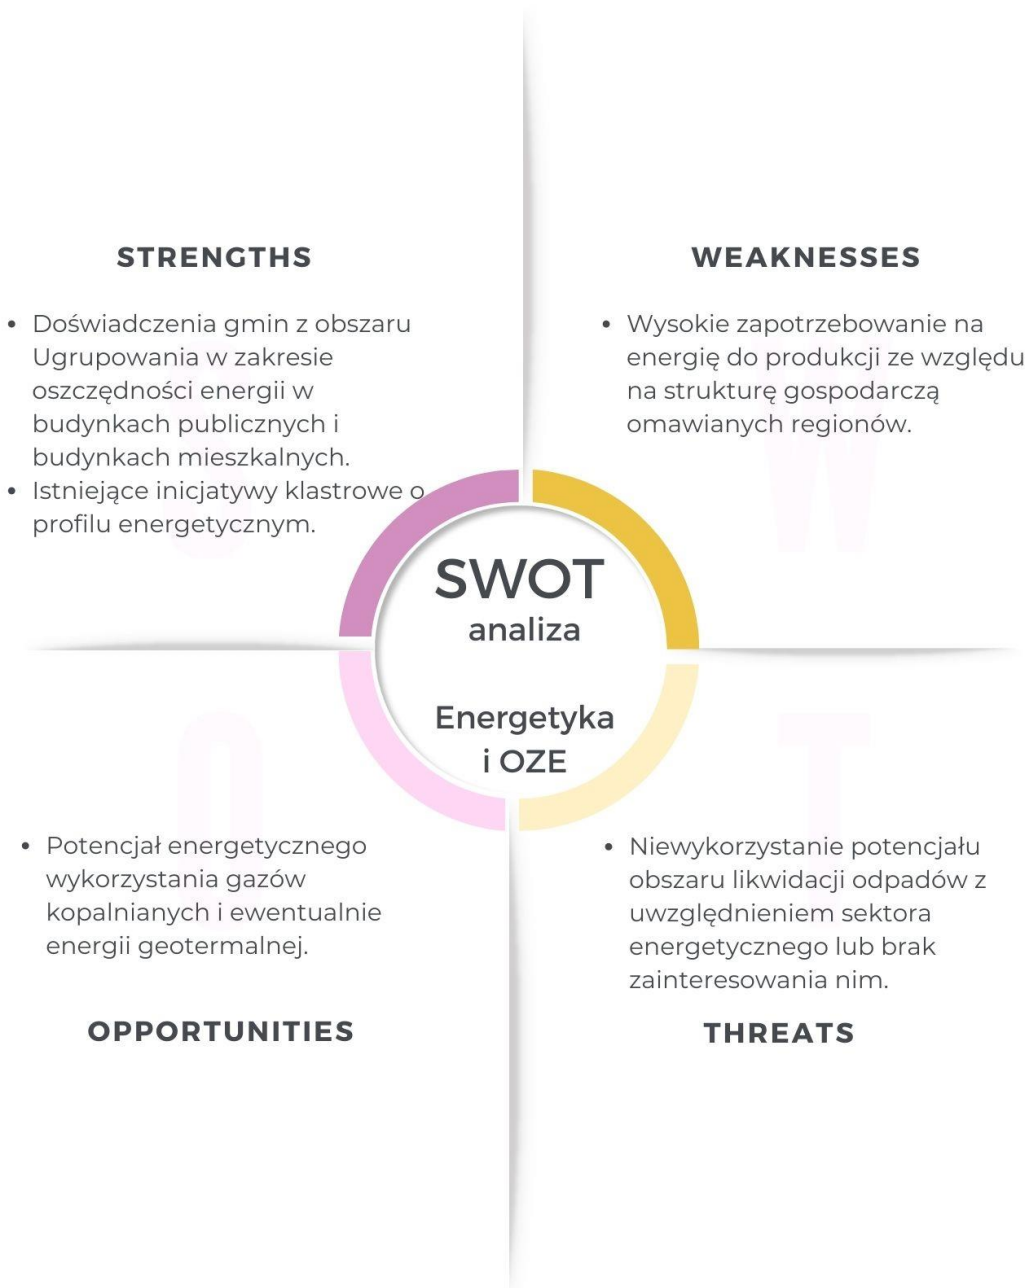 STRENGTHS
• Doświadczenia gmin z obszaru
Ugrupowania w zakresie
oszczędności energii w
budynkach publicznych i
budynkach mieszkalnych.
• Istniejące inicjatywy klastrowe o
profilu energetycznym.
WEAKNESSES
• Wysokie zapotrzebowanie na
energię do produkcji ze względu
na strukturę gospodarczą
omawianych regionów.
W
SWOT
analiza
Energetyka
i OZE
O
• Potencjał energetycznego
wykorzystania gazów
kopalnianych i ewentualnie
energii geotermalnej.
OPPORTUNITIES
T
• Niewykorzystanie potencjału
obszaru likwidacji odpadów z
uwzględnieniem sektora
energetycznego lub brak
zainteresowania nim.
THREATS